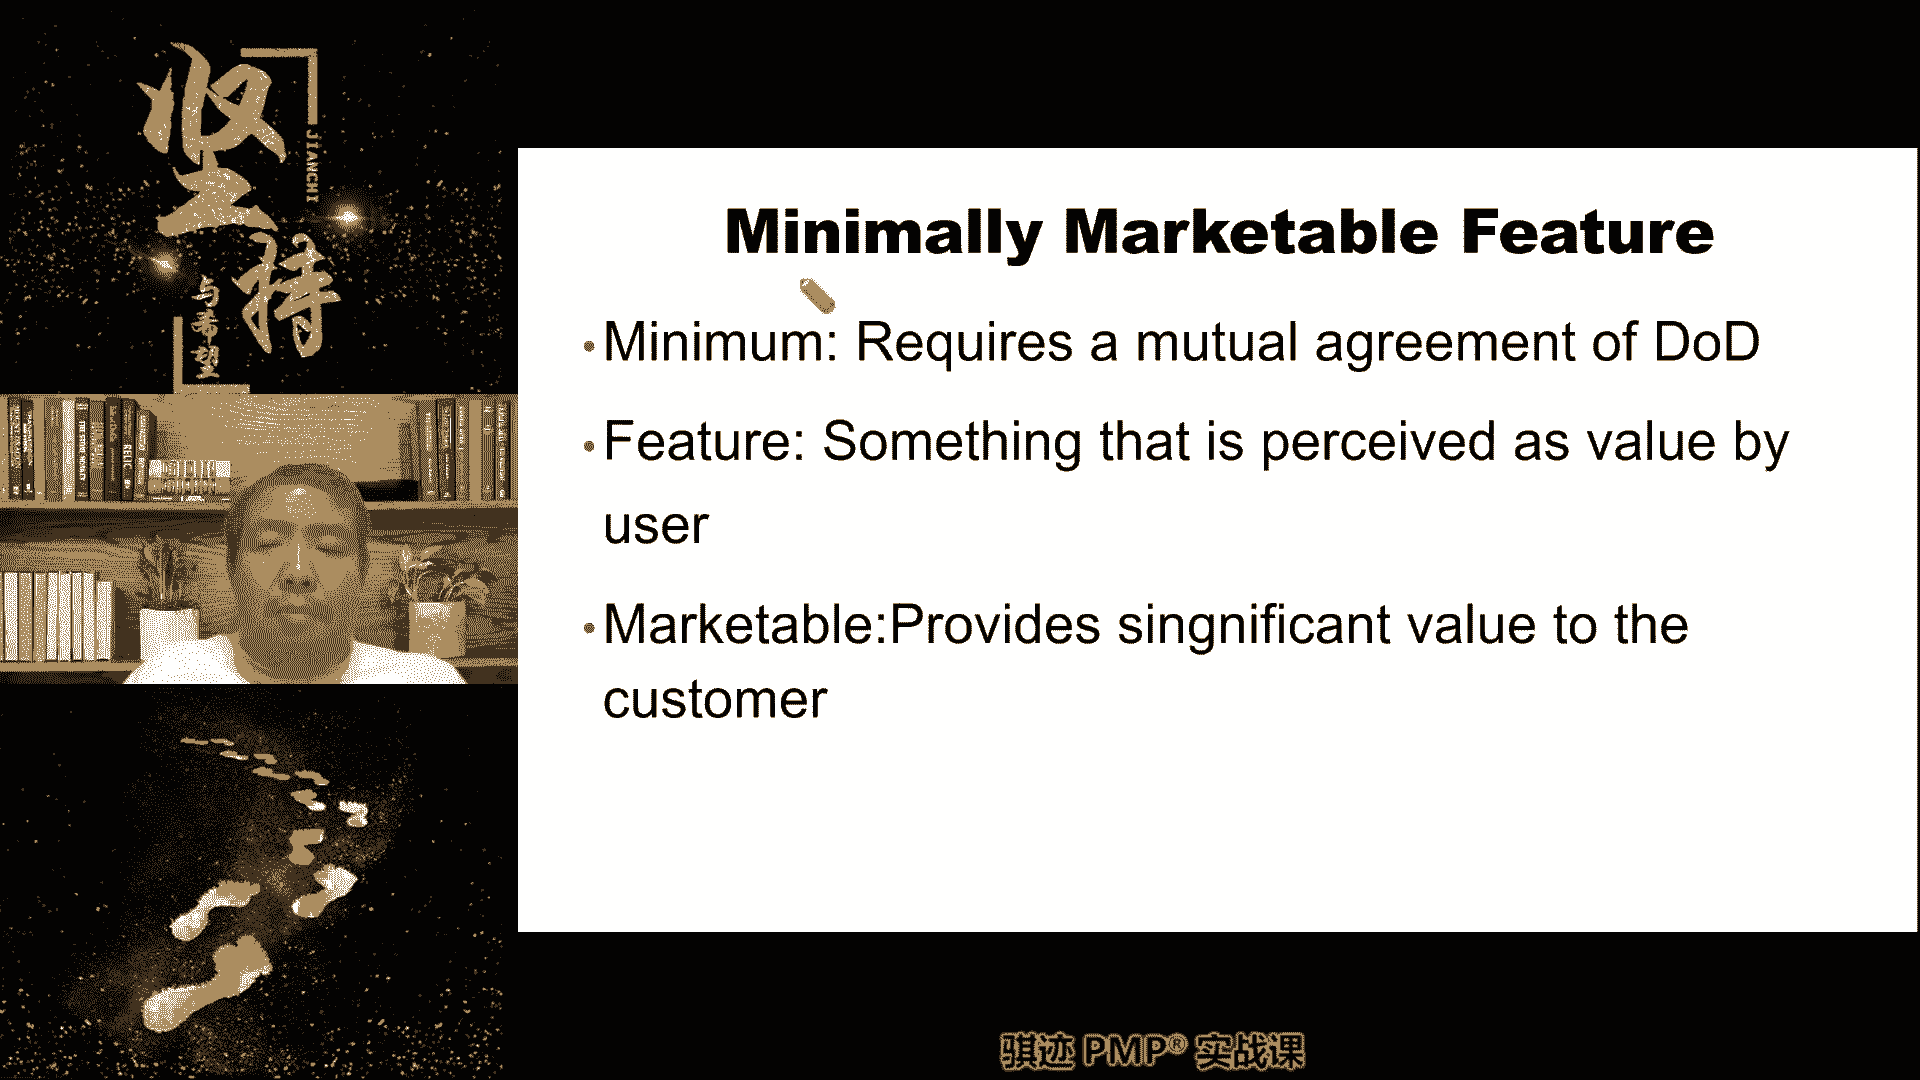 坚持
JIANCHI
与希望
Minimally Marketable Feature
•Minimum: Requires a mutual agreement of DoD
•Feature: Something that is perceived as value by
user
•Marketable:Provides singnificant value to the
customer
骐迹 PMP® 实战课